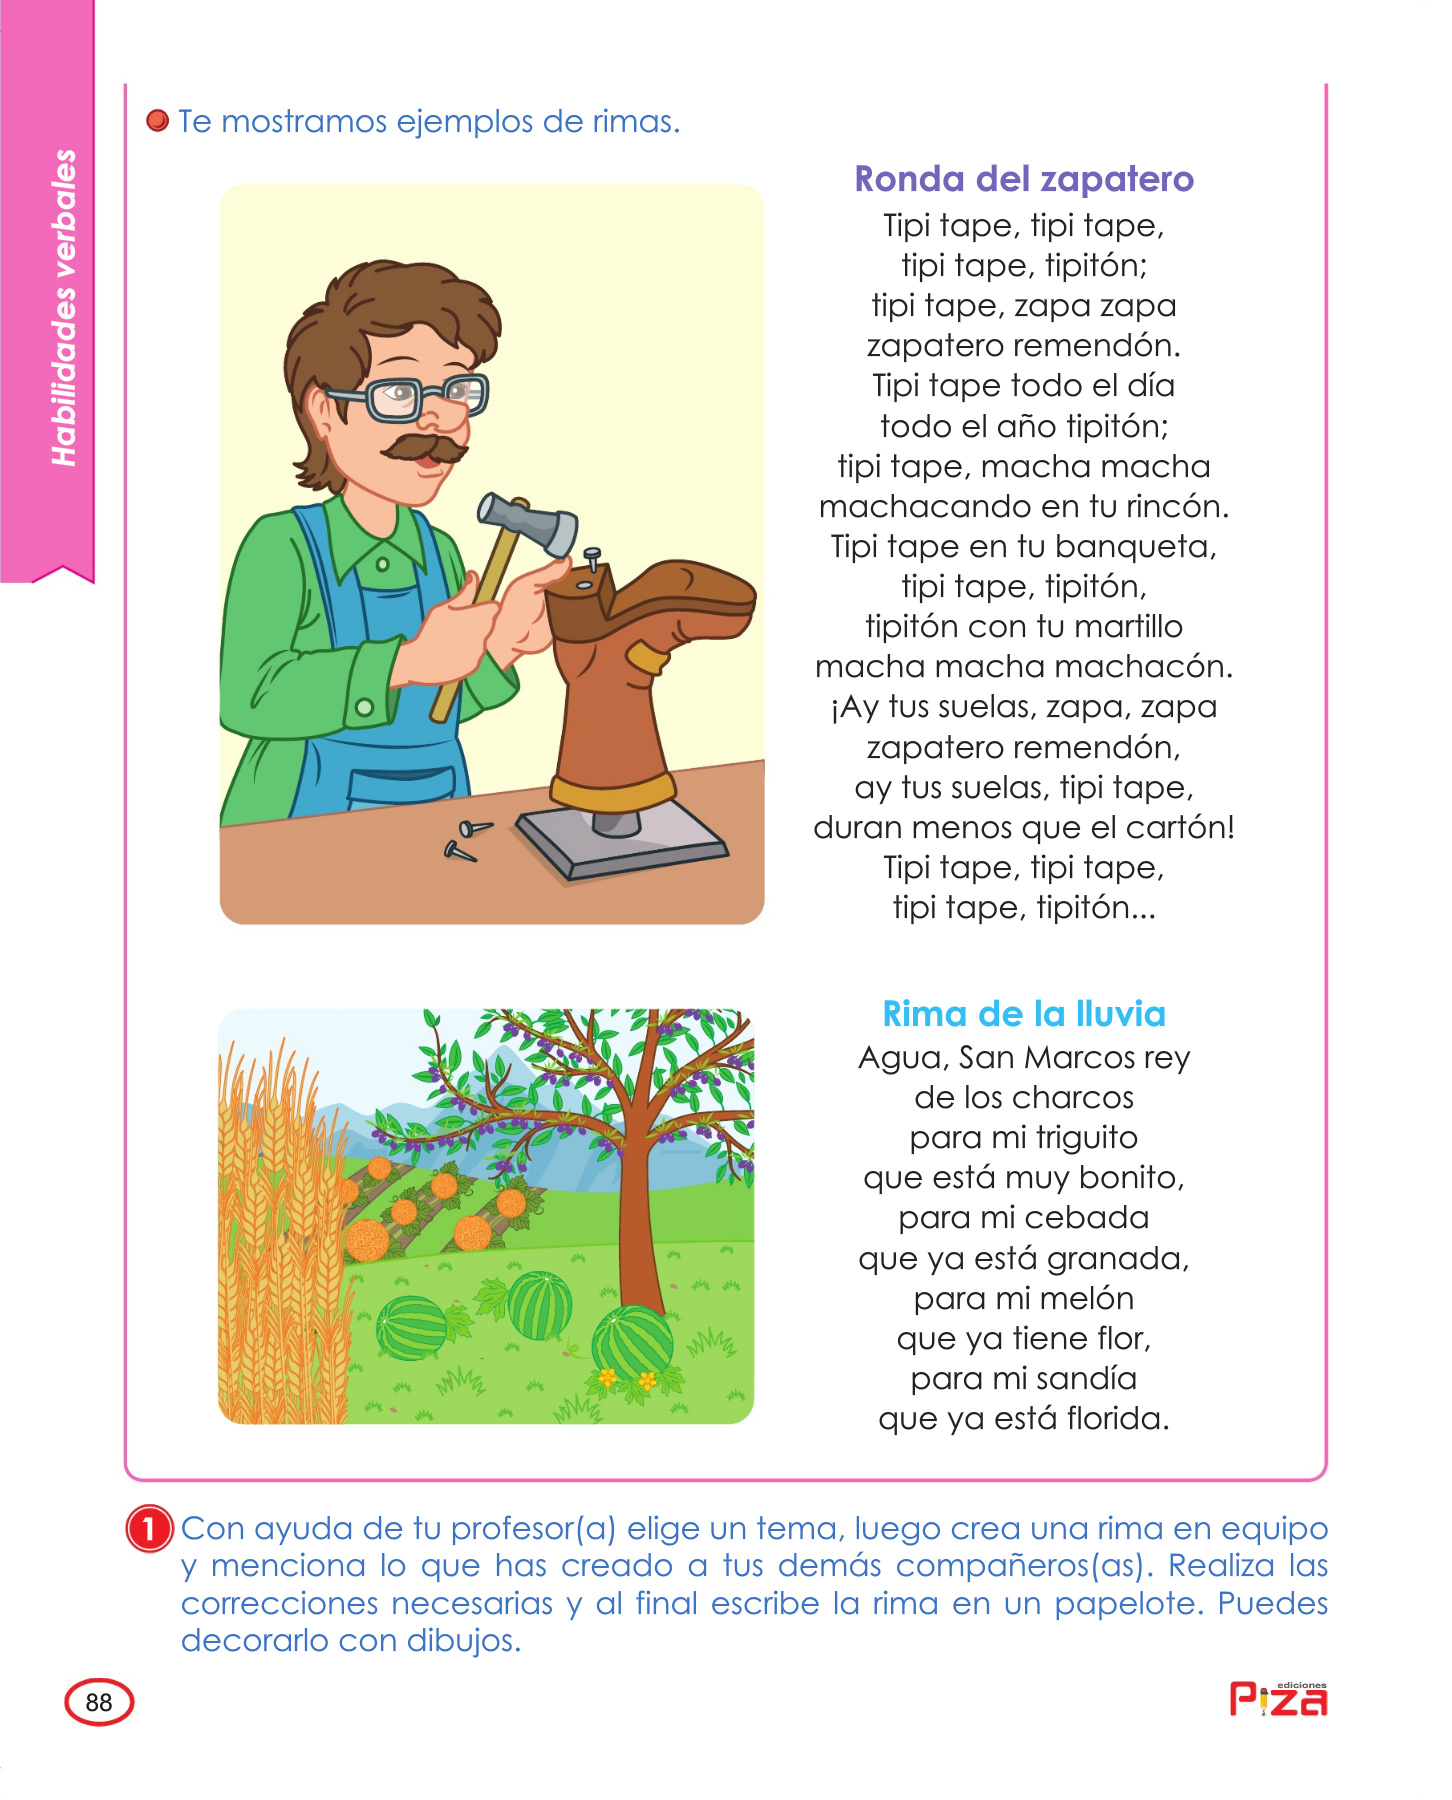 Habilidades verbales
Te mostramos ejemplos de rimas.
Ronda del zapatero
Tipi tape, tipi tape,
tipi tape, tipitón;
tipi tape, zapa zapa
zapatero remendón.
Tipi tape todo el día
todo el año tipitón;
tipi tape, macha macha
machacando en tu rincón.
Tipi tape en tu banqueta,
tipi tape, tipitón,
tipitón con tu martillo
macha macha machacón.
¡Ay tus suelas, zapa, zapa
zapatero remendón,
ay tus suelas, tipi tape,
duran menos que el cartón!
Tipi tape, tipi tape,
tipi tape, tipitón...
Rima de la lluvia
Agua, San Marcos rey
de los charcos
para mi triguito
que está muy bonito,
para mi cebada
que ya está granada,
para mi melón
que ya tiene flor,
para mi sandía
que ya está florida.
1 Con ayuda de tu profesor(a) elige un tema, luego crea una rima en equipo
y menciona lo que has creado a tus demás compañeros(as). Realiza las
correcciones necesarias y al final escribe la rima en un papelote. Puedes
decorarlo con dibujos.
88
ediciones
Piza